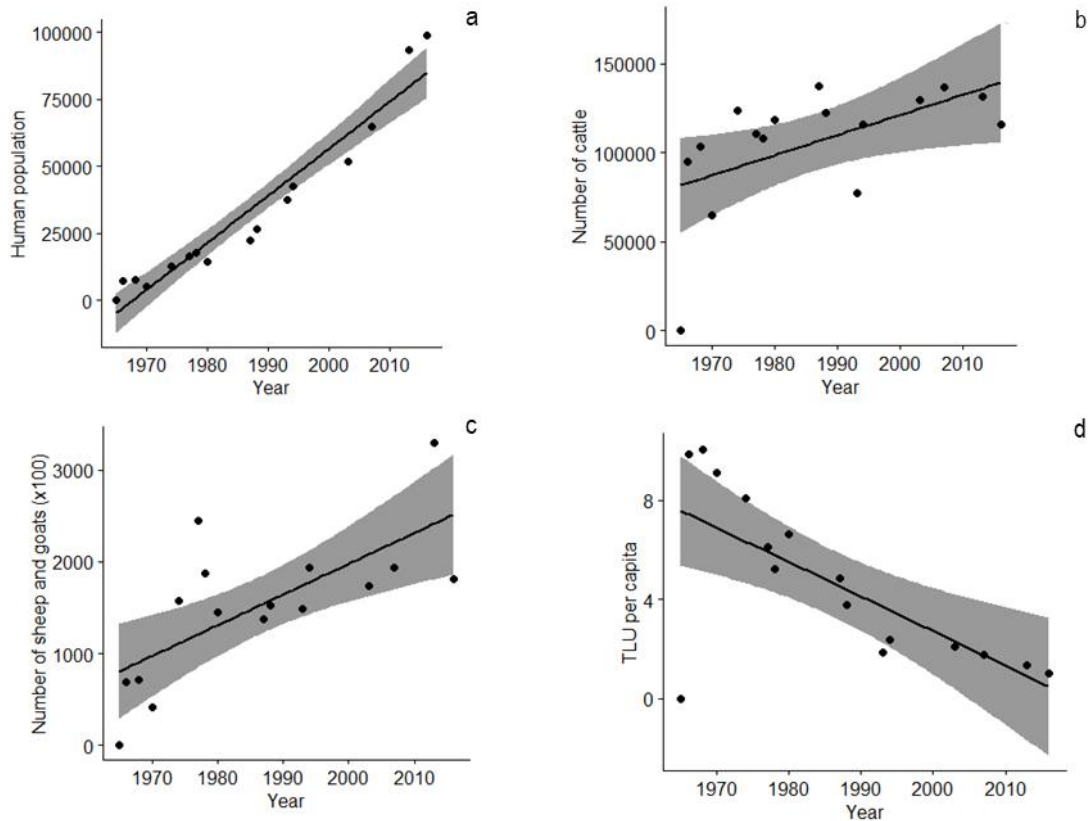 a
100000
75000
50000
25000
0
Human population
1970 1980 1990 2000 2010
Year
b
150000
100000
50000
0
Number of cattle
1970 1980 1990 2000 2010
Year
c
3000
2000
1000
0
Number of sheep and goats (x100)
1970 1980 1990 2000 2010
Year
d
8
4
0
TLU per capita
1970 1980 1990 2000 2010
Year